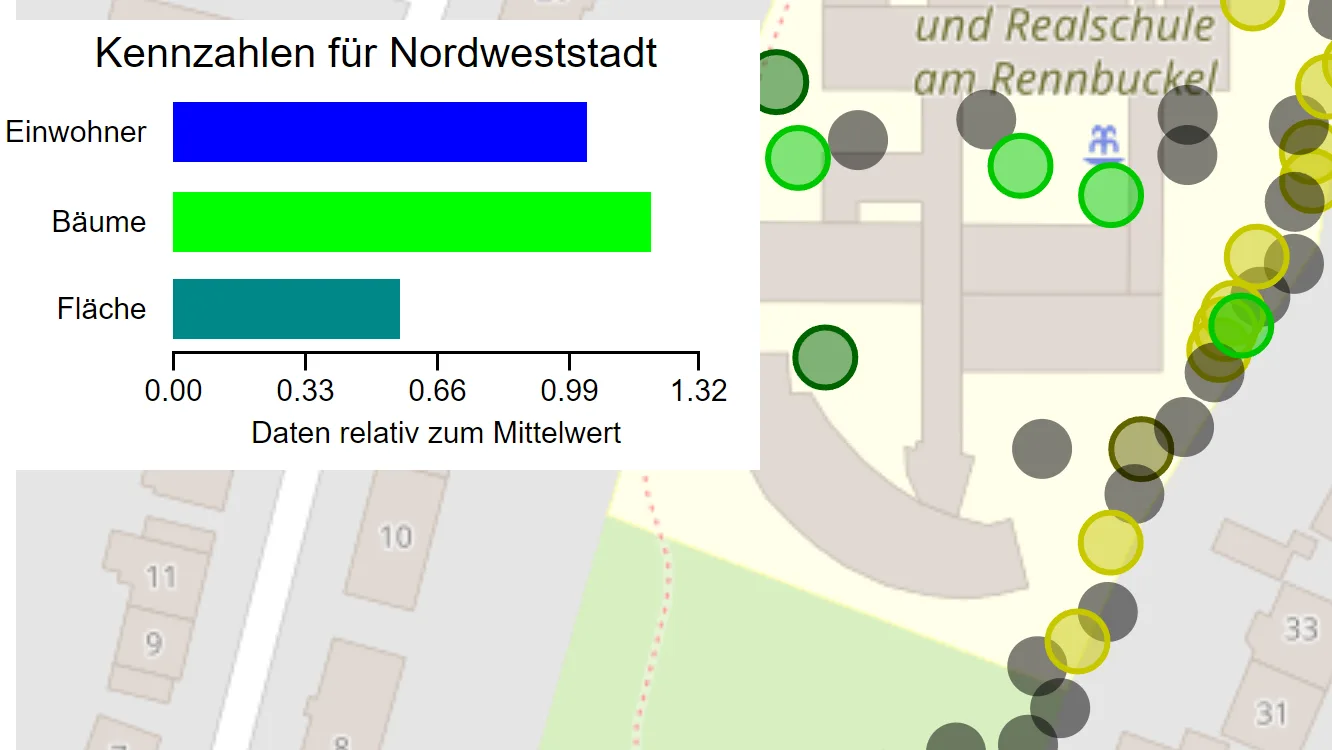 Kennzahlen für Nordweststadt
Einwohner
Bäume
Fläche
0.00 0.33 0.66 0.99 1.32
Daten relativ zum Mittelwert
und Realschule
am Rennbuckel
10
11
9
8
33
31